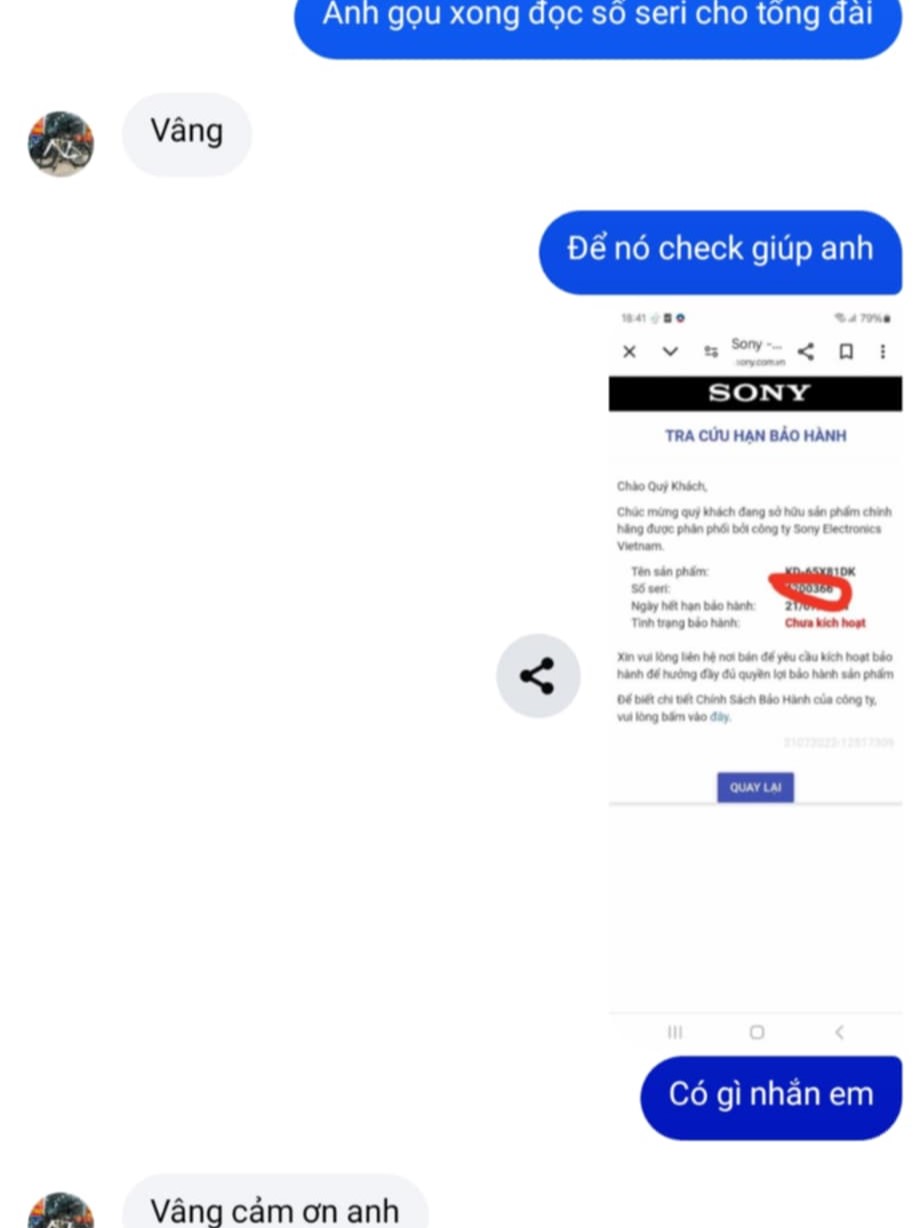 Anh gọu xong đọc số seri cho tổng đài
Vâng
Để nó check giúp anh
18:41
79%
Sony -...
sony.com.vn
SONY
TRA CỨU HẠN BẢO HÀNH
Chào Quý Khách,
Chúc mừng quý khách đang sở hữu sản phẩm chính
hãng được phân phối bởi công ty Sony Electronics
Vietnam.
Tên sản phẩm: KD-65X81DK
Số seri: 200366
Ngày hết hạn bảo hành: 21/0
Tình trạng bảo hành: Chưa kích hoạt
Xin vui lòng liên hệ nơi bán để yêu cầu kích hoạt bảo
hành để hưởng đầy đủ quyền lợi bảo hành sản phẩm
Để biết chi tiết Chính Sách Bảo Hành của công ty,
vui lòng bấm vào đây.
QUAY LẠI
Có gì nhắn em
Vâng cảm ơn anh